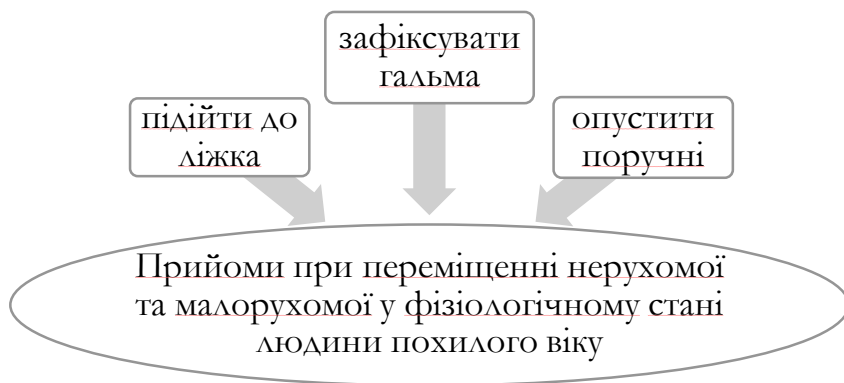 зафіксувати
гальма
підійти до
ліжка
опустити
поручні
Прийоми при переміщенні нерухомої
та малорухомої у фізіологічному стані
людини похилого віку